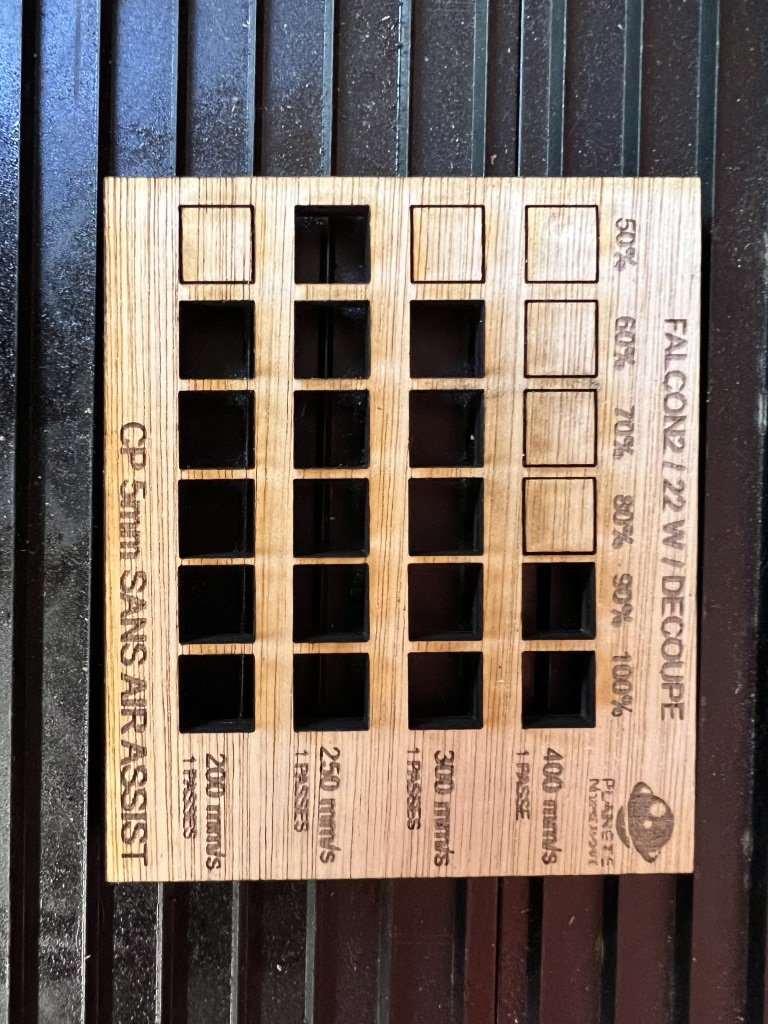 FALCON2 / 22 W / DECOUPE
PLANETE
50% 60% 70% 80% 90% 100%
400 mm/s
1 PASSE
300 mm/s
1 PASSES
250 mm/s
1 PASSES
200 mm/s
1 PASSES
CP 5mm SANS AIR ASSIST